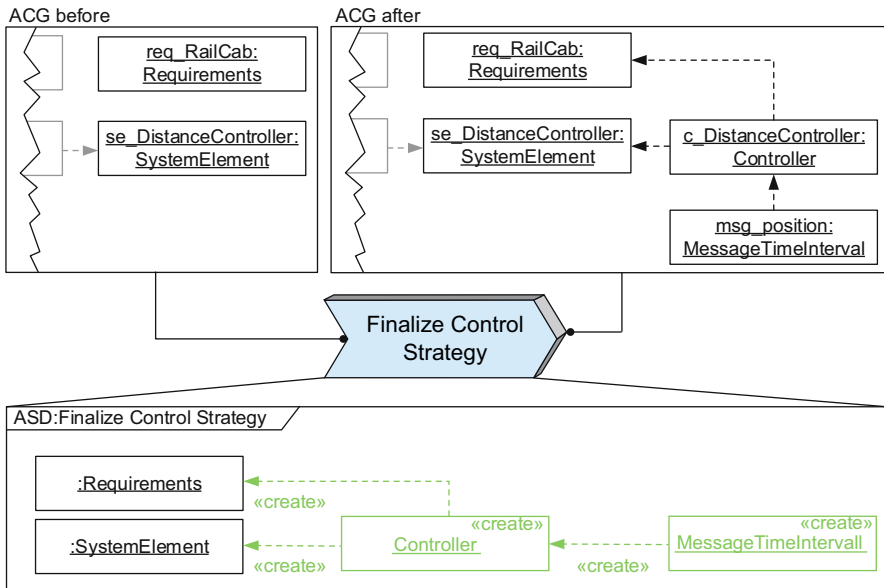 ACG before
ACG after
req_RailCab:
Requirements
se_DistanceController:
SystemElement
req_RailCab:
Requirements
se_DistanceController:
SystemElement
c_DistanceController:
Controller
msg_position:
MessageTimeInterval
Finalize Control
Strategy
ASD:Finalize Control Strategy
:Requirements
:SystemElement
«create»
«create»
«create»
Controller
«create»
«create»
MessageTimeIntervall